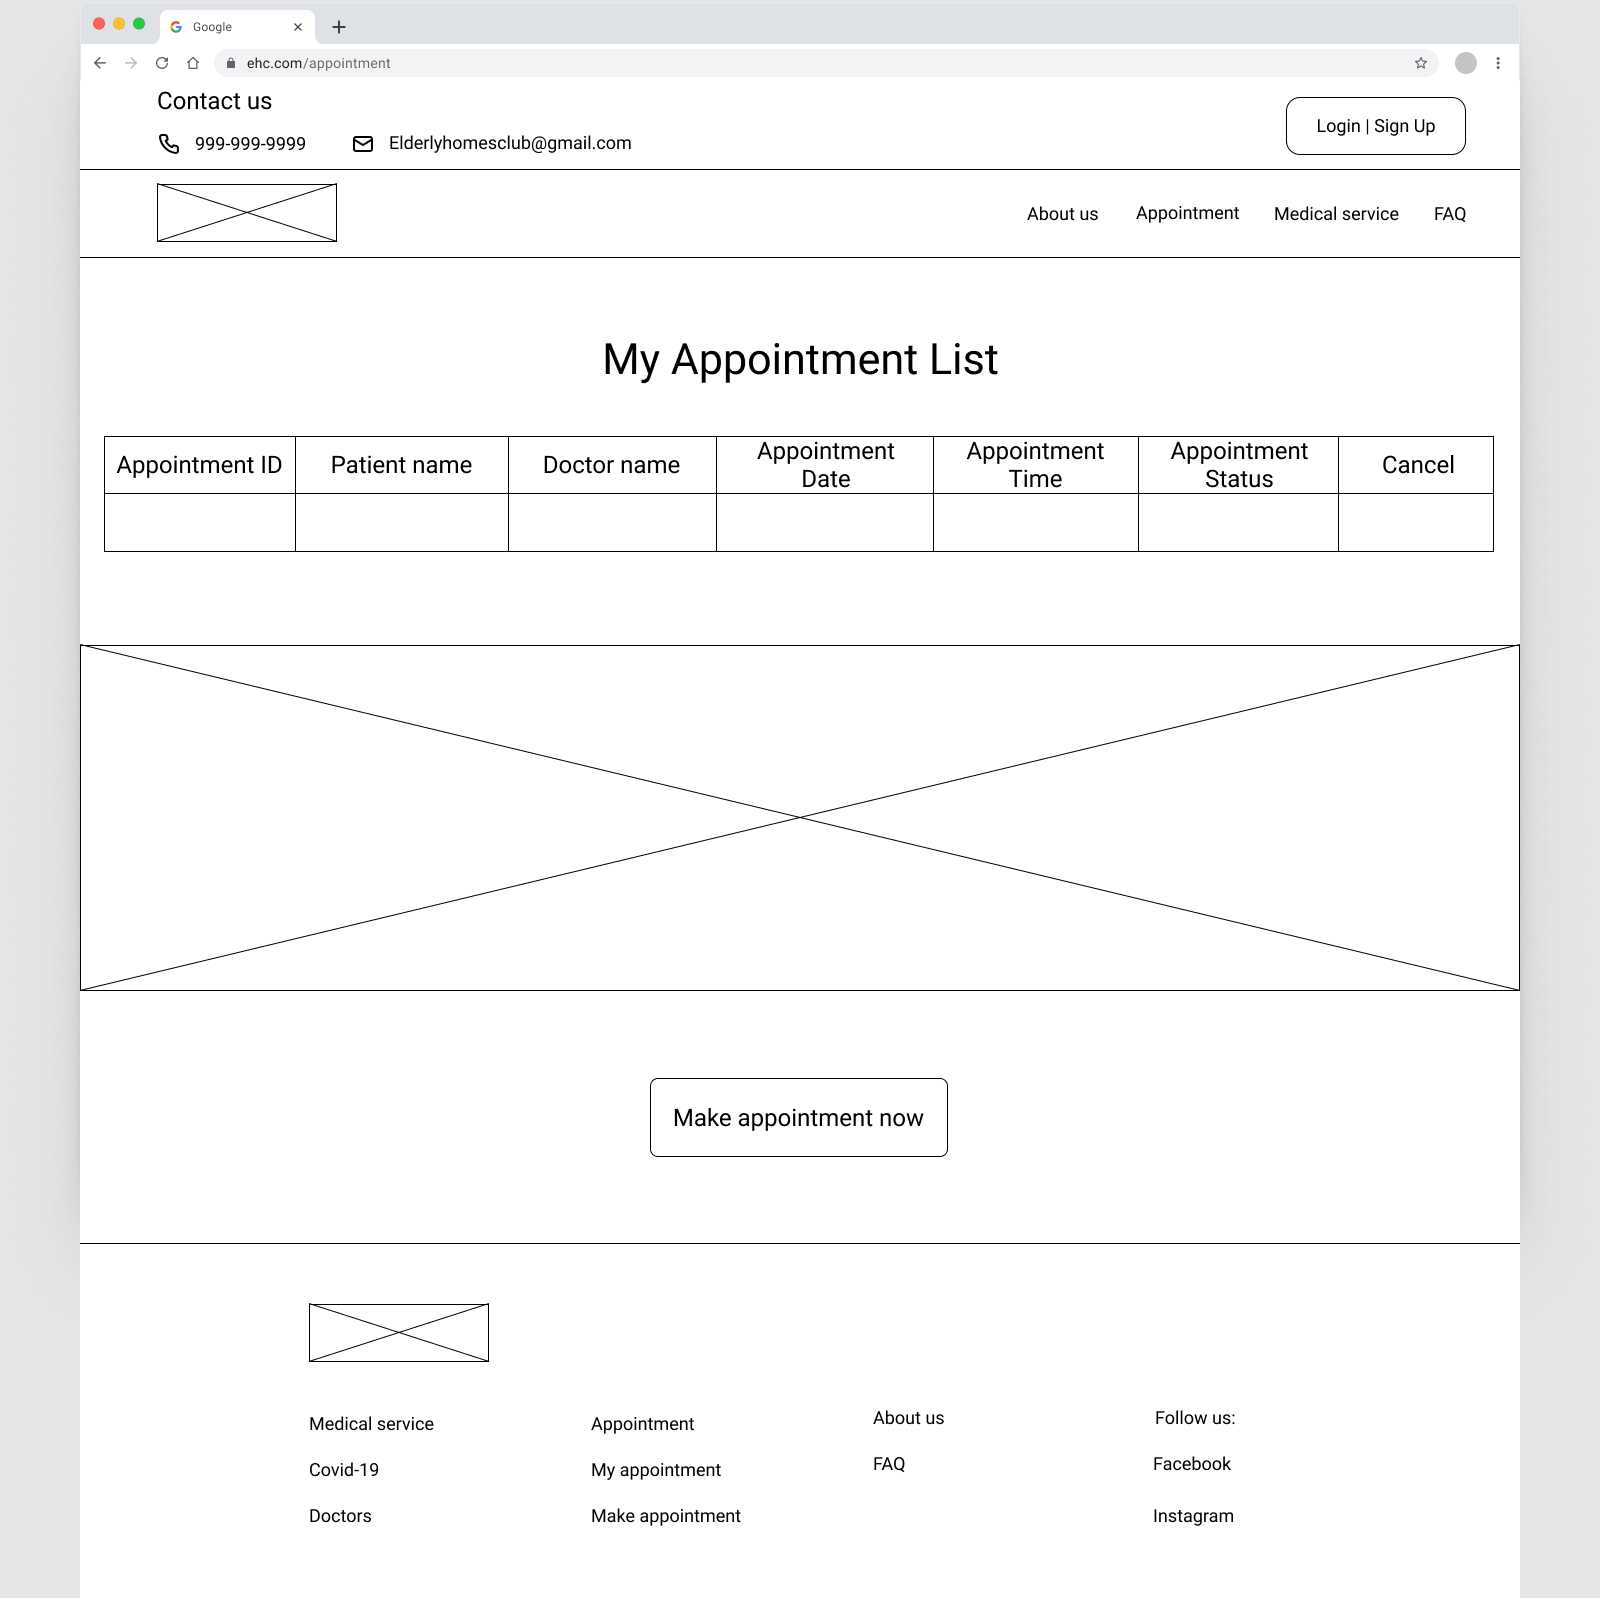 Google
ehc.com/appointment
Contact us
999-999-9999
Elderlyhomesclub@gmail.com
Login | Sign Up
About us
Appointment
Medical service
FAQ
My Appointment List
Appointment ID
Patient name
Doctor name
Appointment
Date
Appointment
Time
Appointment
Status
Cancel
Make appointment now
Medical service
Covid-19
Doctors
Appointment
My appointment
Make appointment
About us
FAQ
Follow us:
Facebook
Instagram